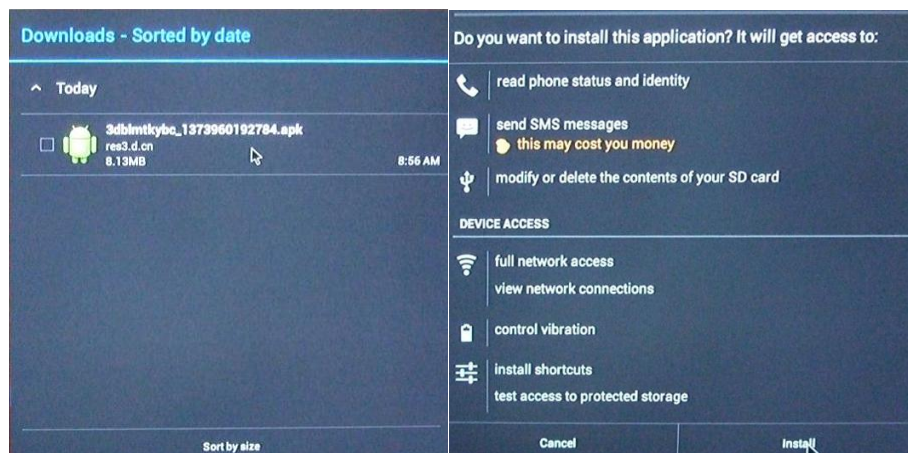 Downloads - Sorted by date
Today
3dblmtkybc_1373960192784.apk
res3.d.cn
8.13MB
8:56 AM
Sort by size
Do you want to install this application? It will get access to:
read phone status and identity
send SMS messages
this may cost you money
modify or delete the contents of your SD card
DEVICE ACCESS
full network access
view network connections
control vibration
install shortcuts
test access to protected storage
Cancel
Install